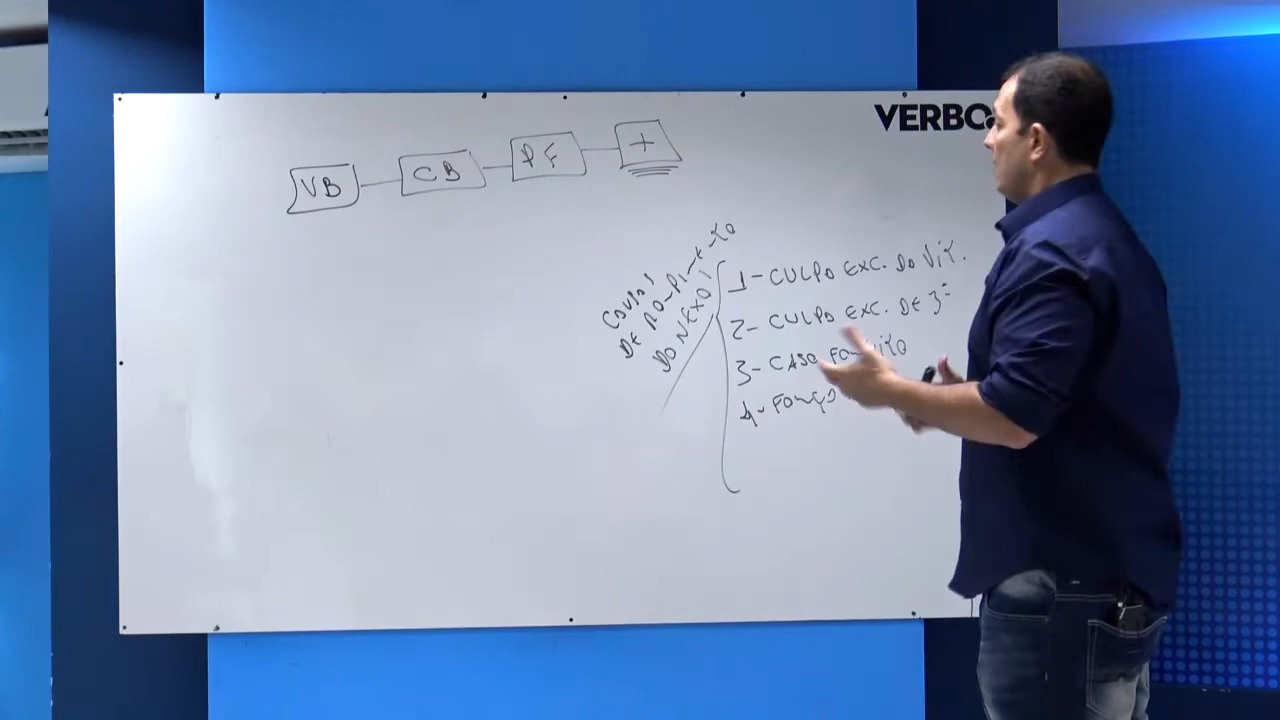 VERBO
VB
CB
PF
+
CAUSAS
DE ROMPIMENTO
DO NEXO
1- CULPA EXC. DO VIT.
2- CULPA EXC. DE 3º
3- CASO FORTUITO
4- FORÇA